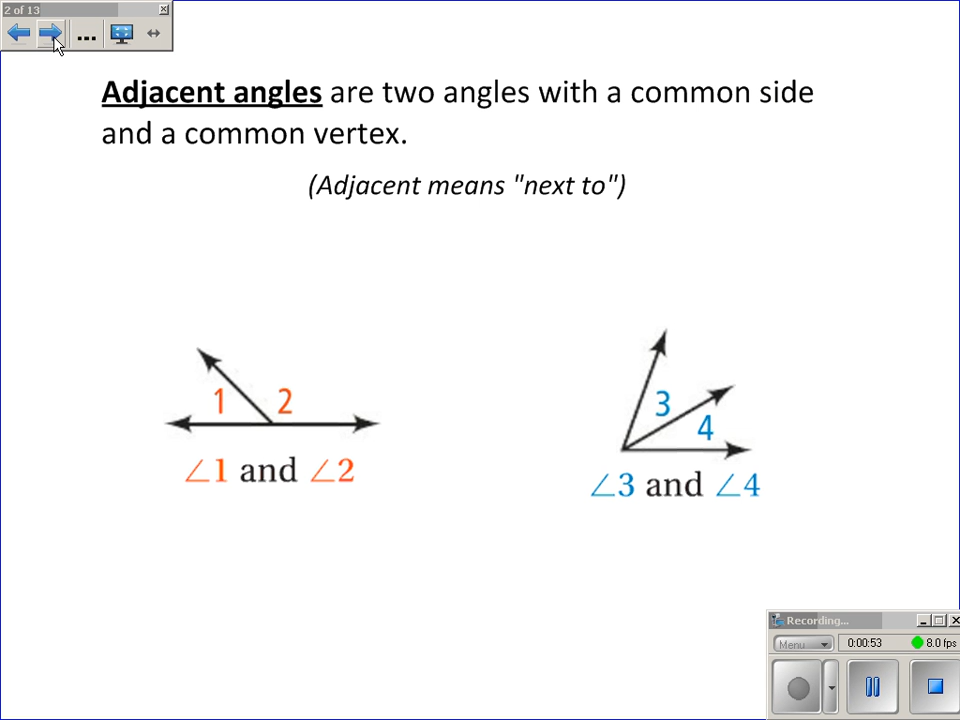 2 of 13
...
Adjacent angles are two angles with a common side
and a common vertex.
(Adjacent means "next to")
1 2
3
4
∠1 and ∠2
∠3 and ∠4
Recording...
Menu 0:00:53 8.0 fps